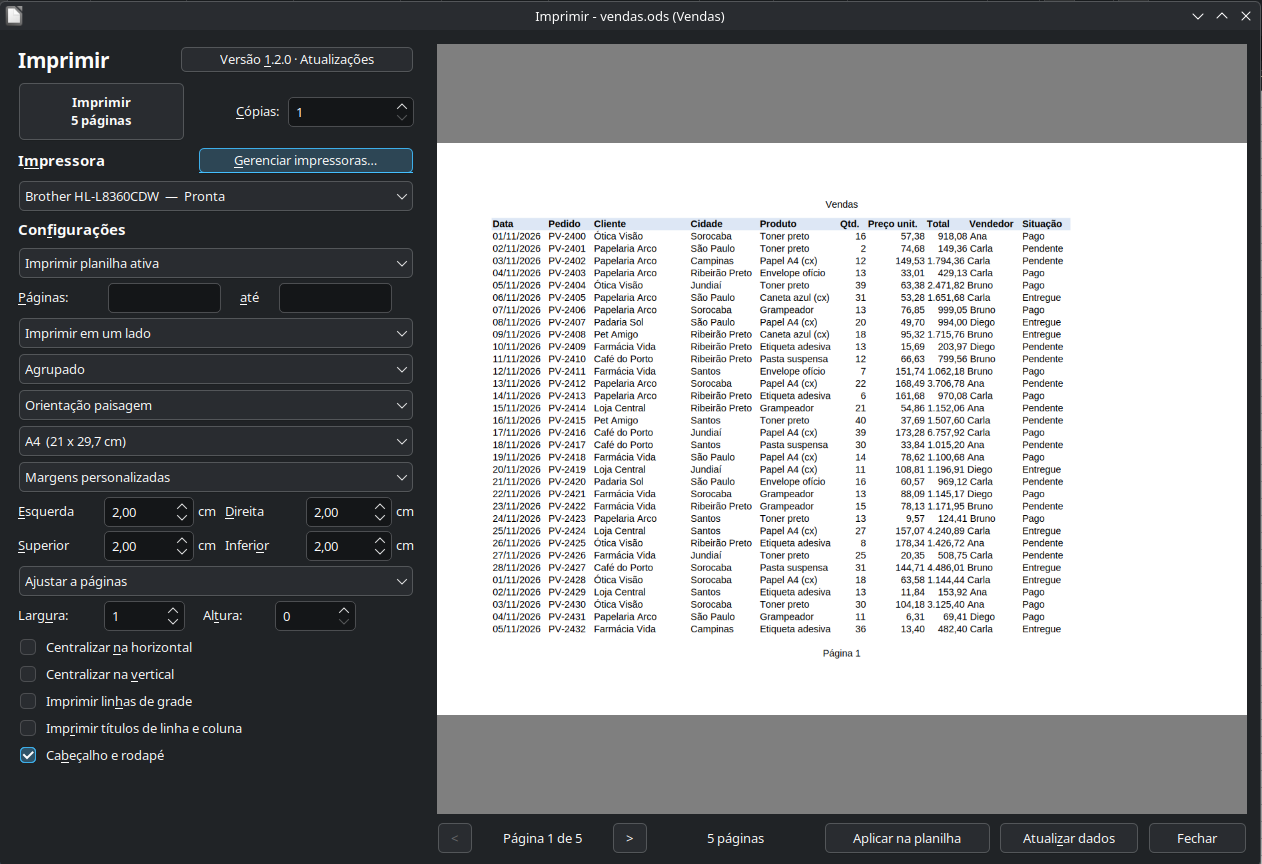 Imprimir - vendas.ods (Vendas)
Imprimir
Versão 1.2.0 · Atualizações
Imprimir
5 páginas
Cópias: 1
Impressora
Gerenciar impressoras...
Brother HL-L8360CDW — Pronta
Configurações
Imprimir planilha ativa
Páginas: até
Imprimir em um lado
Agrupado
Orientação paisagem
A4 (21 x 29,7 cm)
Margens personalizadas
Esquerda 2,00 cm Direita 2,00 cm
Superior 2,00 cm Inferior 2,00 cm
Ajustar a páginas
Largura: 1 Altura: 0
Centralizar na horizontal
Centralizar na vertical
Imprimir linhas de grade
Imprimir títulos de linha e coluna
Cabeçalho e rodapé
Vendas
Data Pedido Cliente Cidade Produto Qtd. Preço unit. Total Vendedor Situação
01/11/2026 PV-2400 Ótica Visão Sorocaba Toner preto 16 57,38 918,08 Ana Pago
02/11/2026 PV-2401 Papelaria Arco São Paulo Toner preto 2 74,68 149,36 Carla Pendente
03/11/2026 PV-2402 Papelaria Arco Campinas Papel A4 (cx) 12 149,53 1.794,36 Carla Pendente
04/11/2026 PV-2403 Papelaria Arco Ribeirão Preto Envelope ofício 13 33,01 429,13 Carla Pago
05/11/2026 PV-2404 Ótica Visão Jundiaí Toner preto 39 63,38 2.471,82 Bruno Pago
06/11/2026 PV-2405 Papelaria Arco São Paulo Caneta azul (cx) 31 53,28 1.651,68 Carla Entregue
07/11/2026 PV-2406 Papelaria Arco Sorocaba Grampeador 13 76,85 999,05 Bruno Pago
08/11/2026 PV-2407 Padaria Sol São Paulo Papel A4 (cx) 20 49,70 994,00 Diego Entregue
09/11/2026 PV-2408 Pet Amigo Ribeirão Preto Caneta azul (cx) 18 95,32 1.715,76 Bruno Entregue
10/11/2026 PV-2409 Farmácia Vida Ribeirão Preto Etiqueta adesiva 13 15,69 203,97 Diego Pendente
11/11/2026 PV-2410 Café do Porto Ribeirão Preto Pasta suspensa 12 66,63 799,56 Bruno Pendente
12/11/2026 PV-2411 Farmácia Vida Santos Envelope ofício 7 151,74 1.062,18 Bruno Pago
13/11/2026 PV-2412 Papelaria Arco Sorocaba Papel A4 (cx) 22 168,49 3.706,78 Ana Pendente
14/11/2026 PV-2413 Papelaria Arco Ribeirão Preto Etiqueta adesiva 6 161,68 970,08 Carla Pago
15/11/2026 PV-2414 Loja Central Ribeirão Preto Grampeador 21 54,86 1.152,06 Ana Pendente
16/11/2026 PV-2415 Pet Amigo Santos Toner preto 40 37,69 1.507,60 Carla Pendente
17/11/2026 PV-2416 Café do Porto Jundiaí Papel A4 (cx) 39 173,28 6.757,92 Carla Pago
18/11/2026 PV-2417 Café do Porto Santos Pasta suspensa 30 33,84 1.015,20 Ana Pendente
19/11/2026 PV-2418 Farmácia Vida São Paulo Papel A4 (cx) 14 78,62 1.100,68 Ana Pago
20/11/2026 PV-2419 Loja Central Jundiaí Papel A4 (cx) 11 108,81 1.196,91 Diego Entregue
21/11/2026 PV-2420 Padaria Sol São Paulo Envelope ofício 16 60,57 969,12 Carla Pendente
22/11/2026 PV-2421 Farmácia Vida Sorocaba Grampeador 13 88,09 1.145,17 Diego Pago
23/11/2026 PV-2422 Farmácia Vida Ribeirão Preto Grampeador 15 78,13 1.171,95 Bruno Pendente
24/11/2026 PV-2423 Papelaria Arco Santos Toner preto 13 9,57 124,41 Bruno Pago
25/11/2026 PV-2424 Loja Central Santos Papel A4 (cx) 27 157,07 4.240,89 Carla Entregue
26/11/2026 PV-2425 Ótica Visão Ribeirão Preto Etiqueta adesiva 8 178,34 1.426,72 Ana Pendente
27/11/2026 PV-2426 Farmácia Vida Jundiaí Toner preto 25 20,35 508,75 Carla Pendente
28/11/2026 PV-2427 Café do Porto Sorocaba Pasta suspensa 31 144,71 4.486,01 Bruno Entregue
01/11/2026 PV-2428 Ótica Visão Sorocaba Papel A4 (cx) 18 63,58 1.144,44 Carla Entregue
02/11/2026 PV-2429 Loja Central Santos Etiqueta adesiva 13 11,84 153,92 Ana Pendente
03/11/2026 PV-2430 Ótica Visão Sorocaba Toner preto 30 104,18 3.125,40 Ana Pago
04/11/2026 PV-2431 Papelaria Arco São Paulo Grampeador 11 6,31 69,41 Diego Pago
05/11/2026 PV-2432 Farmácia Vida Campinas Etiqueta adesiva 36 13,40 482,40 Carla Entregue
Página 1
< Página 1 de 5 > 5 páginas Aplicar na planilha Atualizar dados Fechar